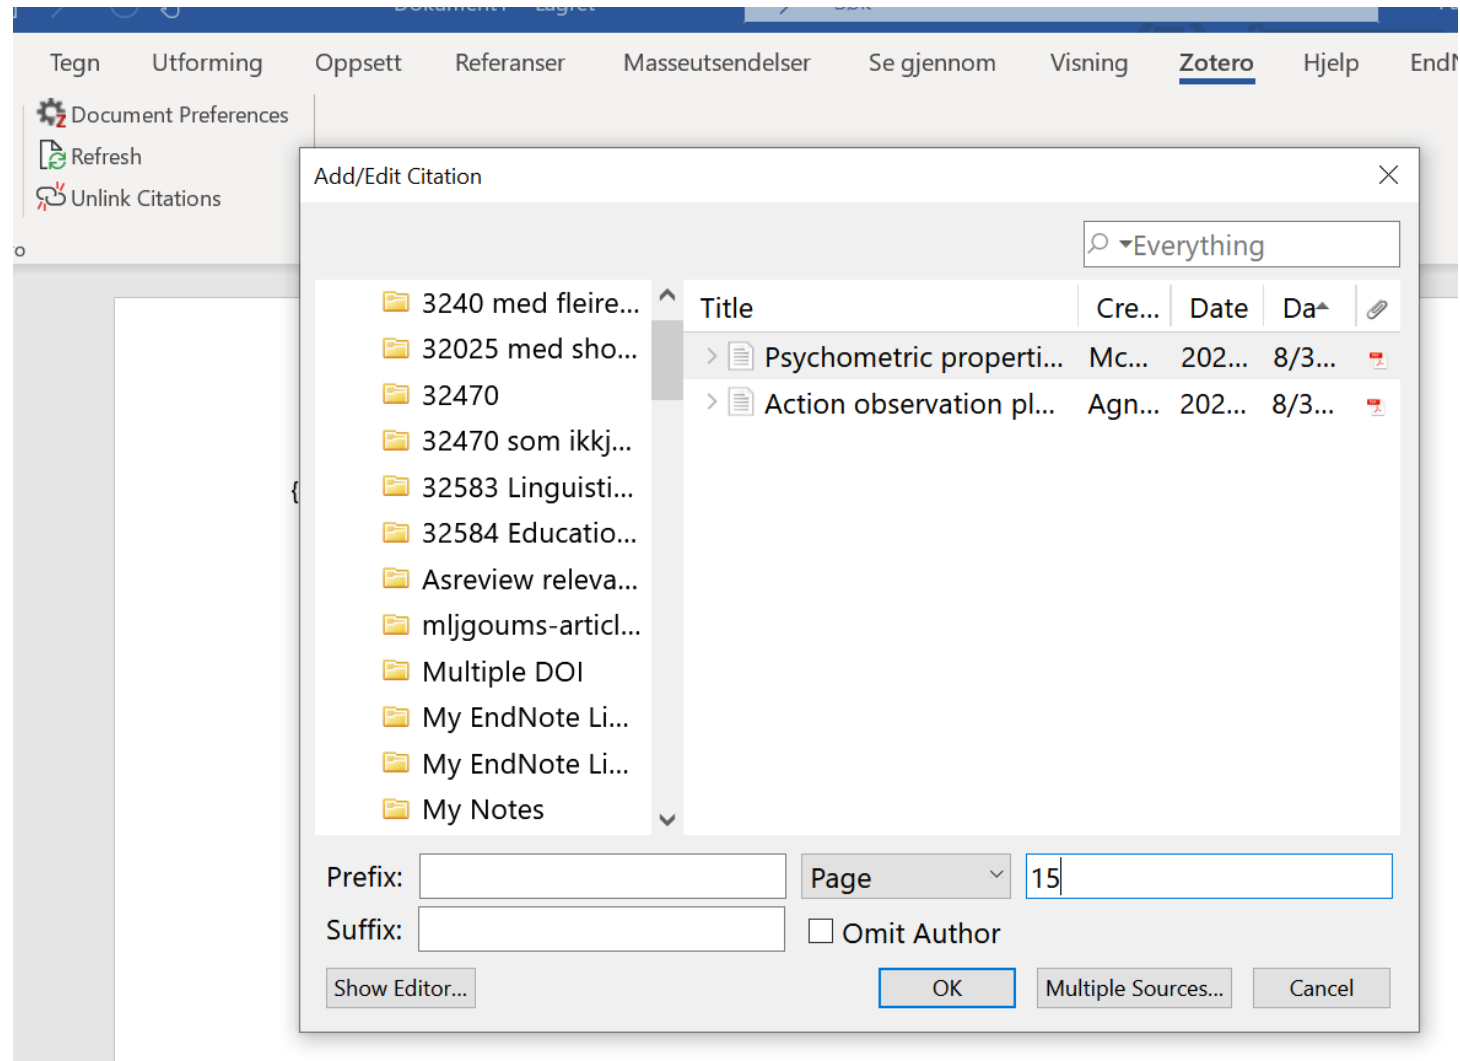 Tegn Utforming Oppsett Referanser Masseutsendelser Se gjennom Visning Zotero Hjelp
Document Preferences
Refresh
Unlink Citations
Add/Edit Citation
Everything
3240 med fleire...
32025 med sho...
32470
32470 som ikkj...
32583 Linguisti...
32584 Educatio...
Asreview releva...
mljgoums-articl...
Multiple DOI
My EndNote Li...
My EndNote Li...
My Notes
Title Cre... Date Da
Psychometric properti... Mc... 202... 8/3...
Action observation pl... Agn... 202... 8/3...
{
Prefix: Page 15
Suffix: Omit Author
Show Editor... OK Multiple Sources... Cancel